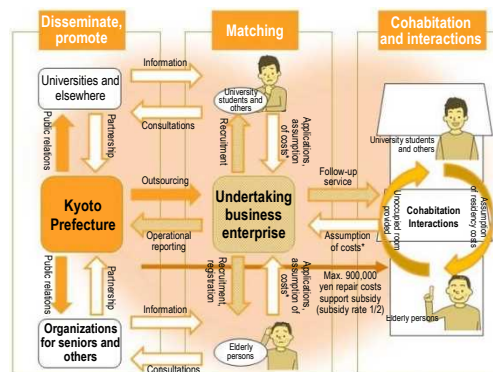 Disseminate,
promote
Matching
Cohabitation
and interactions
Information
Universities and
elsewhere
University
students and
others
Consultations
University students
and others
Public relations
Partnership
Recruitment
Applications,
assumption
of costs*
Kyoto
Prefecture
Outsourcing
Operational
reporting
Undertaking
business
enterprise
Follow-up
service
Assumption
of costs*
Unoccupied room
provided
Cohabitation
Interactions
Assumption
of residency costs
Public relations
Partnership
Recruitment,
registration
Applications,
assumption of
costs*
Max. 900,000
yen repair costs
support subsidy
(subsidy rate 1/2)
Information
Organizations
for seniors and
others
Elderly
persons
Consultations
Elderly persons